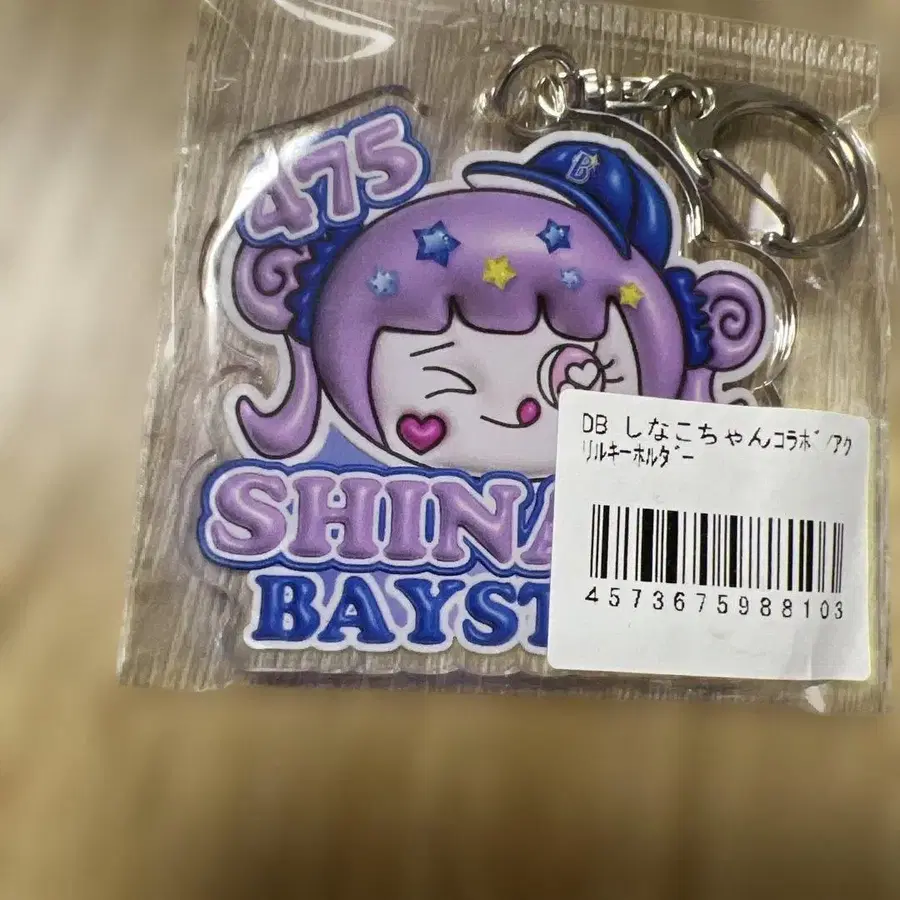 475
B
SHINA
BAYST
DB しなこちゃんコラボ/アク
リルキーホルダー
4573675988103